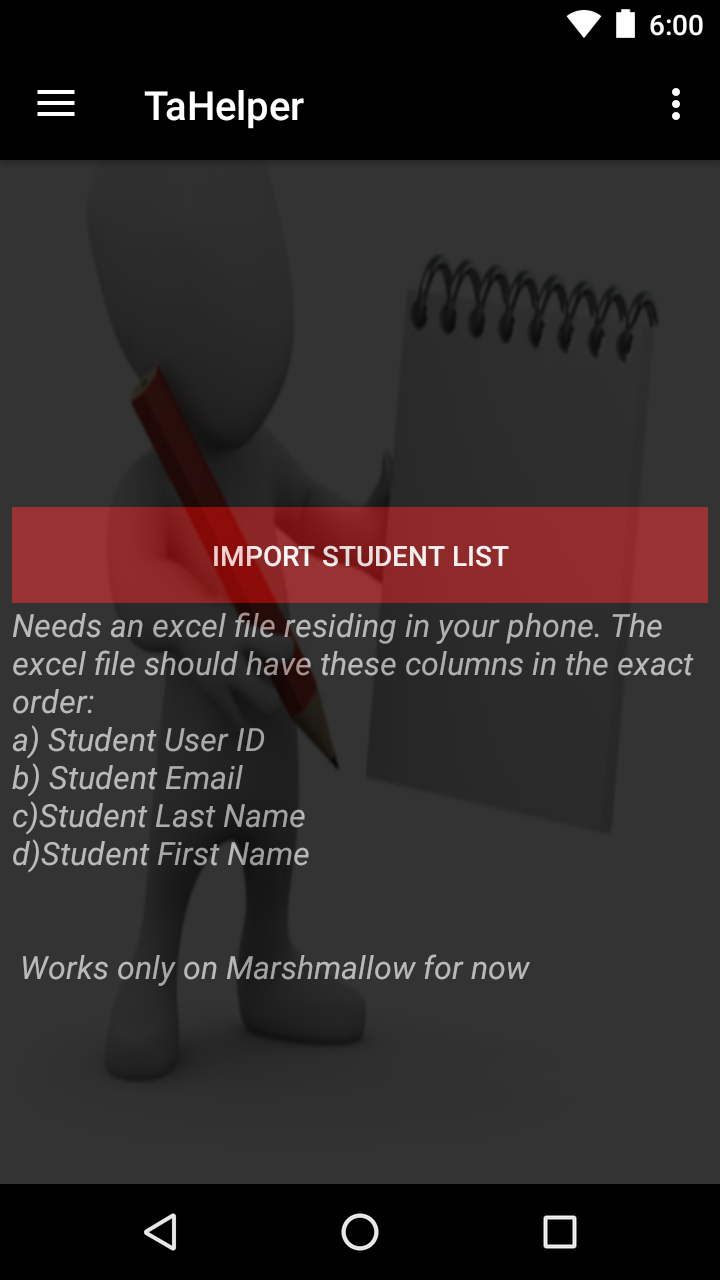 6:00
TaHelper
IMPORT STUDENT LIST
Needs an excel file residing in your phone. The
excel file should have these columns in the exact
order:
a) Student User ID
b) Student Email
c)Student Last Name
d)Student First Name
Works only on Marshmallow for now